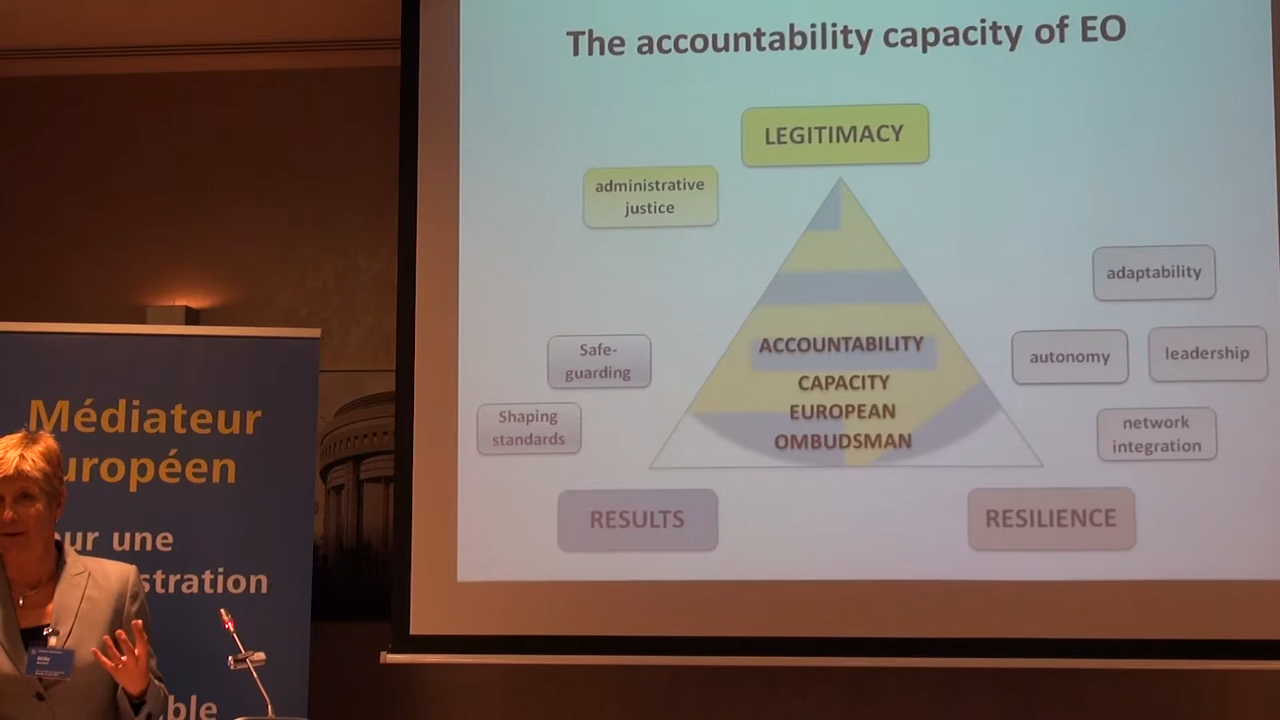 The accountability capacity of EO
LEGITIMACY
administrative
justice
adaptability
Safe-
guarding
ACCOUNTABILITY
autonomy
leadership
CAPACITY
Shaping
standards
EUROPEAN
network
integration
OMBUDSMAN
RESULTS
RESILIENCE
Médiateur
uropéen
ur une
stration
ble